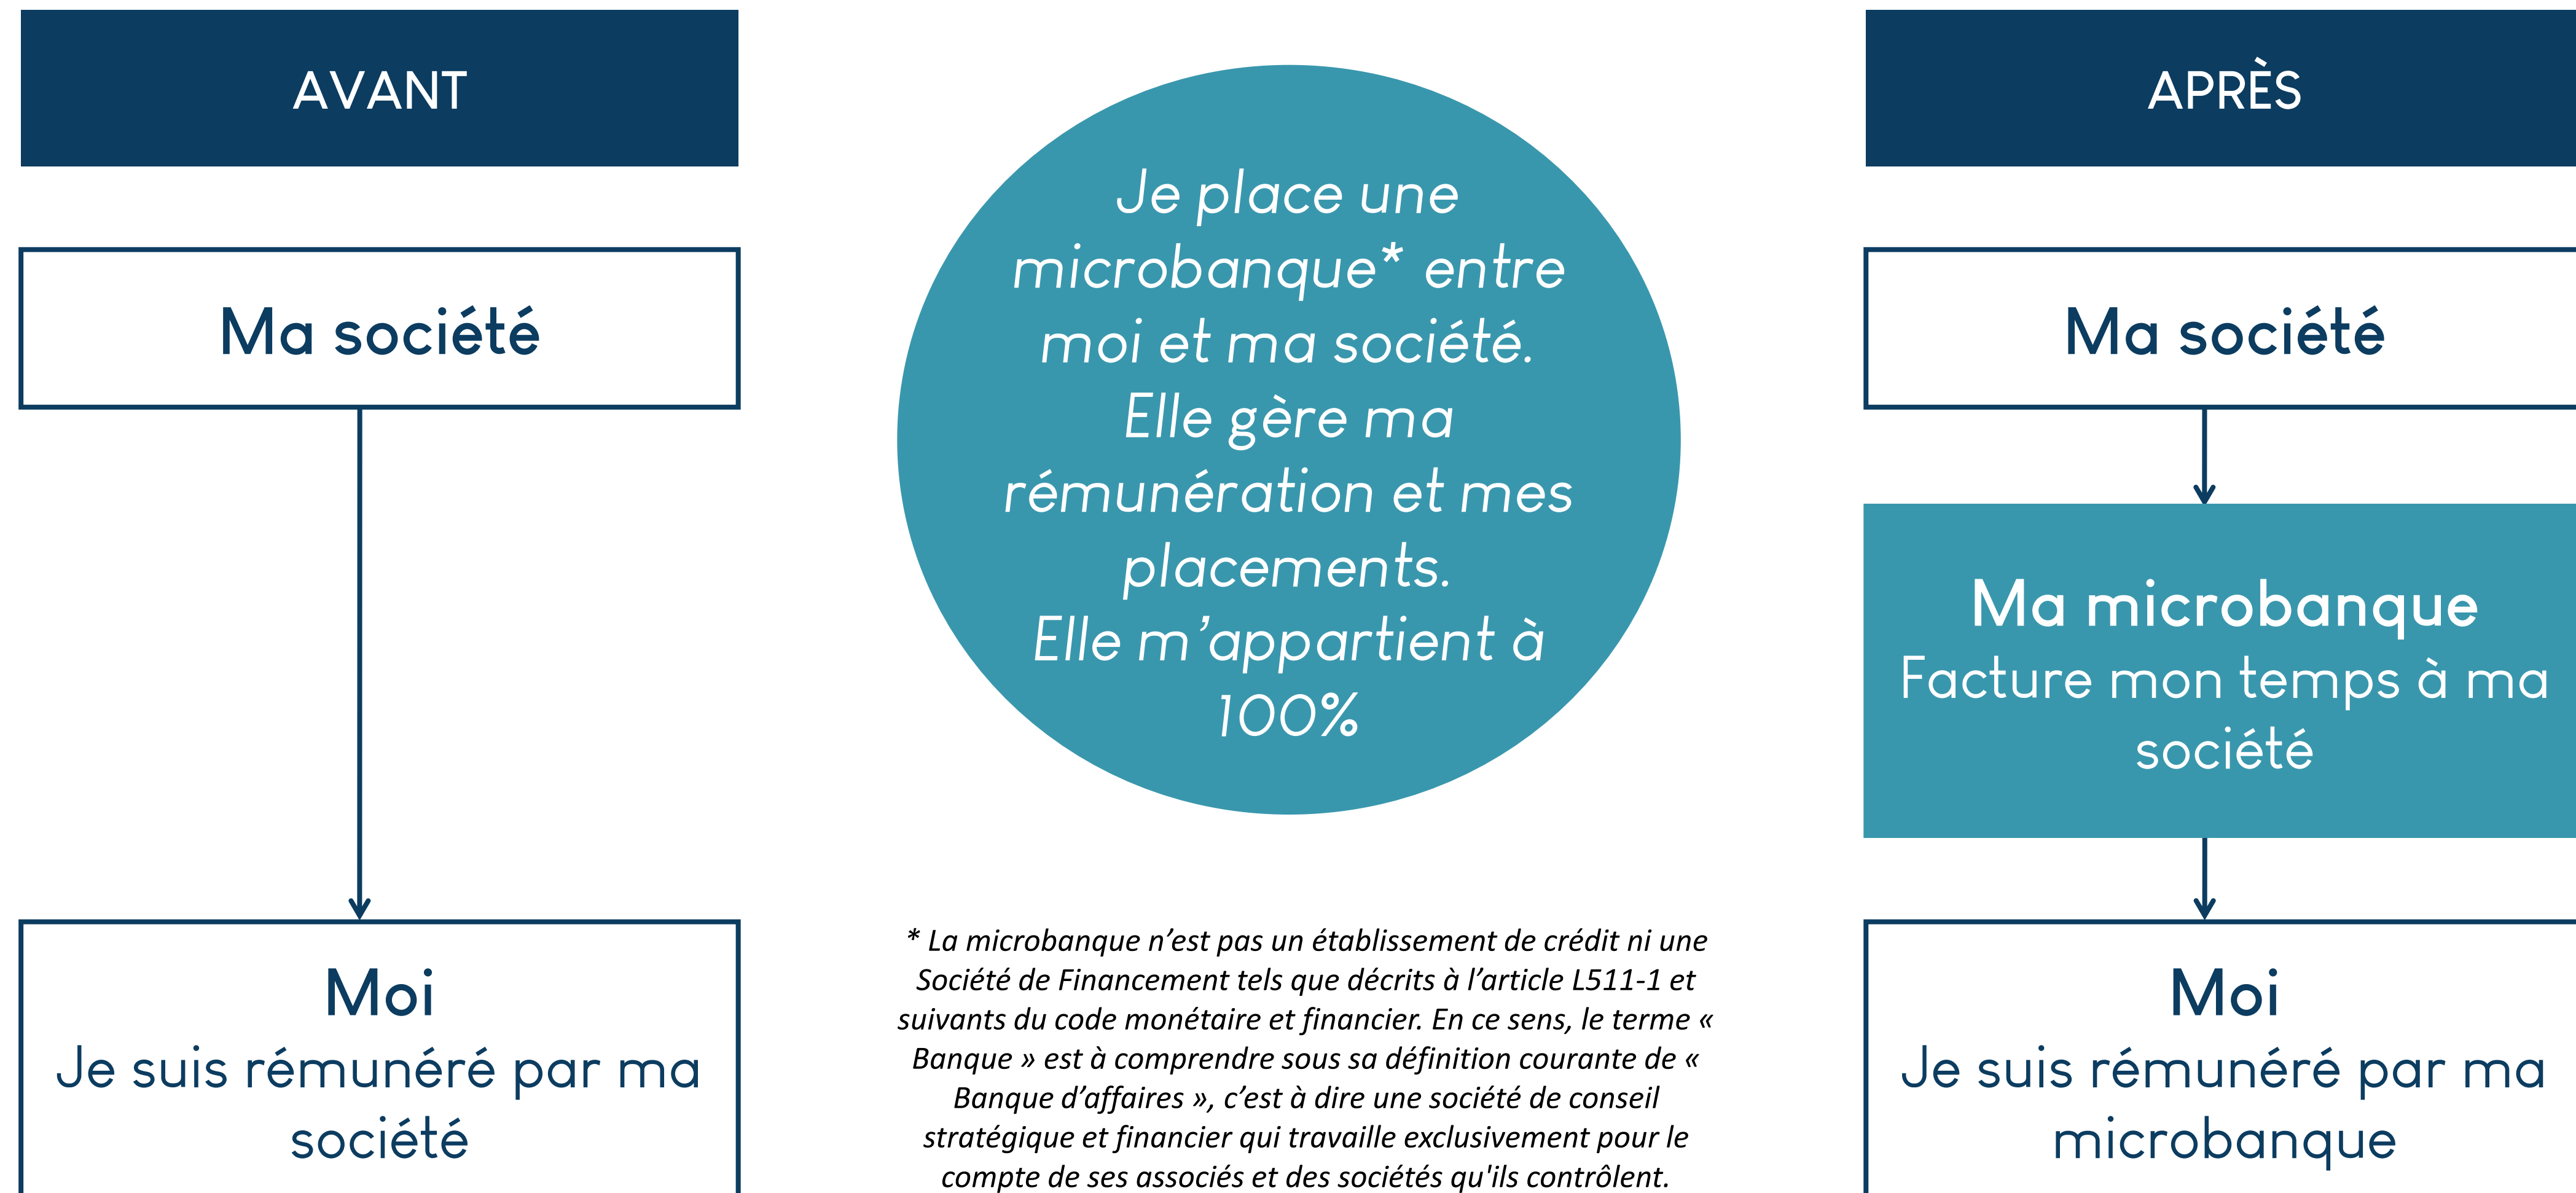 AVANT
Ma société
Moi
Je suis rémunéré par ma
société
Je place une
microbanque* entre
moi et ma société.
Elle gère ma
rémunération et mes
placements.
Elle m’appartient à
100%
* La microbanque n’est pas un établissement de crédit ni une
Société de Financement tels que décrits à l’article L511-1 et
suivants du code monétaire et financier. En ce sens, le terme «
Banque » est à comprendre sous sa définition courante de «
Banque d’affaires », c’est à dire une société de conseil
stratégique et financier qui travaille exclusivement pour le
compte de ses associés et des sociétés qu'ils contrôlent.
APRÈS
Ma société
Ma microbanque
Facture mon temps à ma
société
Moi
Je suis rémunéré par ma
microbanque